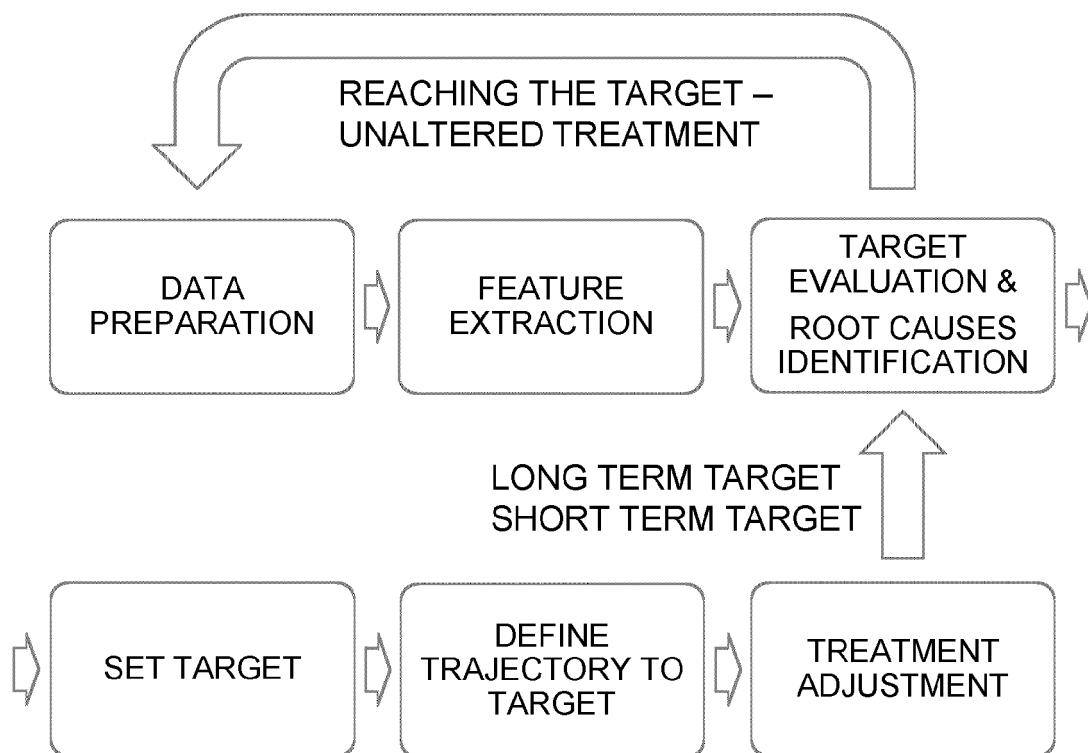 REACHING THE TARGET –
UNALTERED TREATMENT
DATA
PREPARATION
FEATURE
EXTRACTION
TARGET
EVALUATION &
ROOT CAUSES
IDENTIFICATION
LONG TERM TARGET
SHORT TERM TARGET
SET TARGET
DEFINE
TRAJECTORY TO
TARGET
TREATMENT
ADJUSTMENT